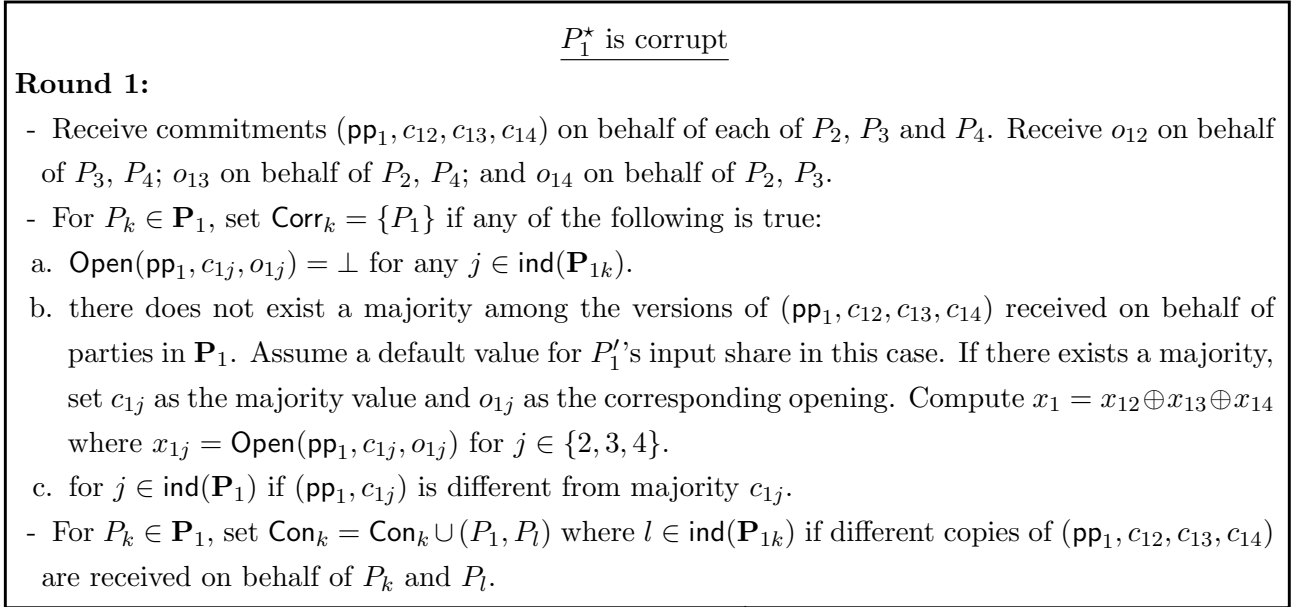 P₁⋆ is corrupt
Round 1:
- Receive commitments (pp₁, c₁₂, c₁₃, c₁₄) on behalf of each of P₂, P₃ and P₄. Receive o₁₂ on behalf
of P₃, P₄; o₁₃ on behalf of P₂, P₄; and o₁₄ on behalf of P₂, P₃.
- For Pₖ ∈ 𝐏₁, set Corrₖ = {P₁} if any of the following is true:
a. Open(pp₁, c₁ⱼ, o₁ⱼ) = ⊥ for any j ∈ ind(𝐏₁ₖ).
b. there does not exist a majority among the versions of (pp₁, c₁₂, c₁₃, c₁₄) received on behalf of
parties in 𝐏₁. Assume a default value for P₁′'s input share in this case. If there exists a majority,
set c₁ⱼ as the majority value and o₁ⱼ as the corresponding opening. Compute x₁ = x₁₂⊕x₁₃⊕x₁₄
where x₁ⱼ = Open(pp₁, c₁ⱼ, o₁ⱼ) for j ∈ {2, 3, 4}.
c. for j ∈ ind(𝐏₁) if (pp₁, c₁ⱼ) is different from majority c₁ⱼ.
- For Pₖ ∈ 𝐏₁, set Conₖ = Conₖ ∪ (P₁, Pₗ) where l ∈ ind(𝐏₁ₖ) if different copies of (pp₁, c₁₂, c₁₃, c₁₄)
are received on behalf of Pₖ and Pₗ.